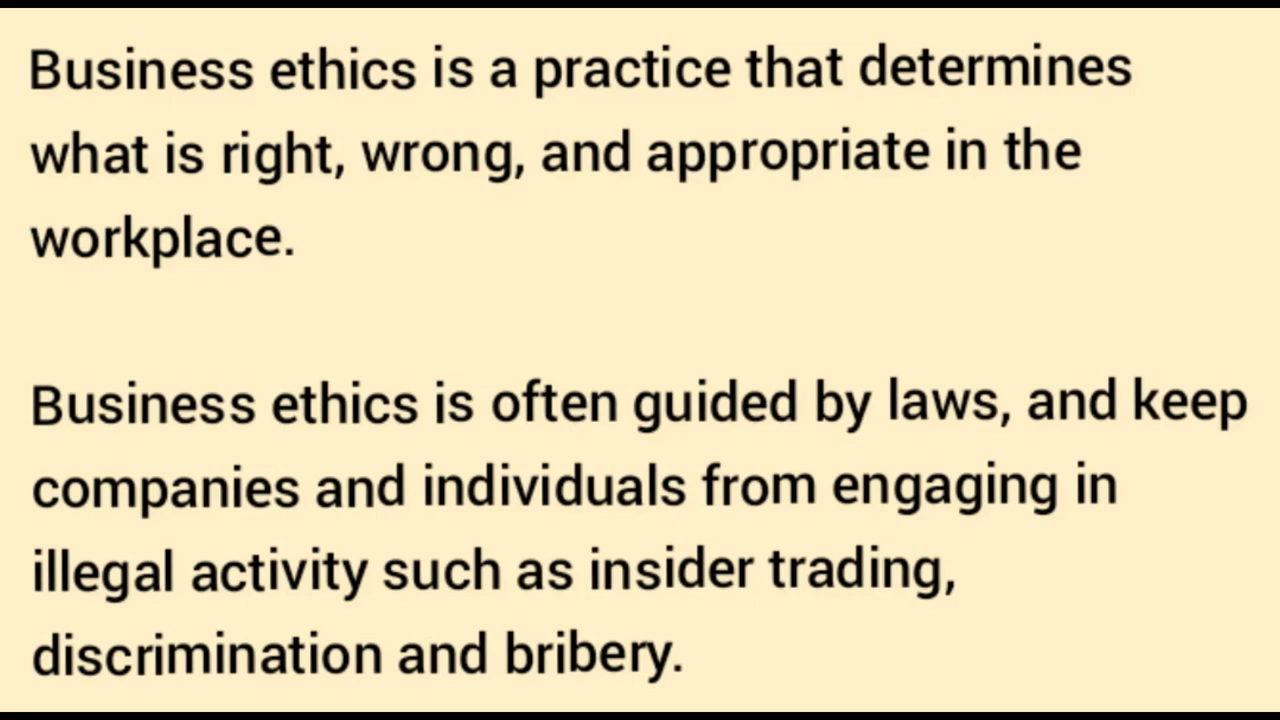 Business ethics is a practice that determines
what is right, wrong, and appropriate in the
workplace.
Business ethics is often guided by laws, and keep
companies and individuals from engaging in
illegal activity such as insider trading,
discrimination and bribery.